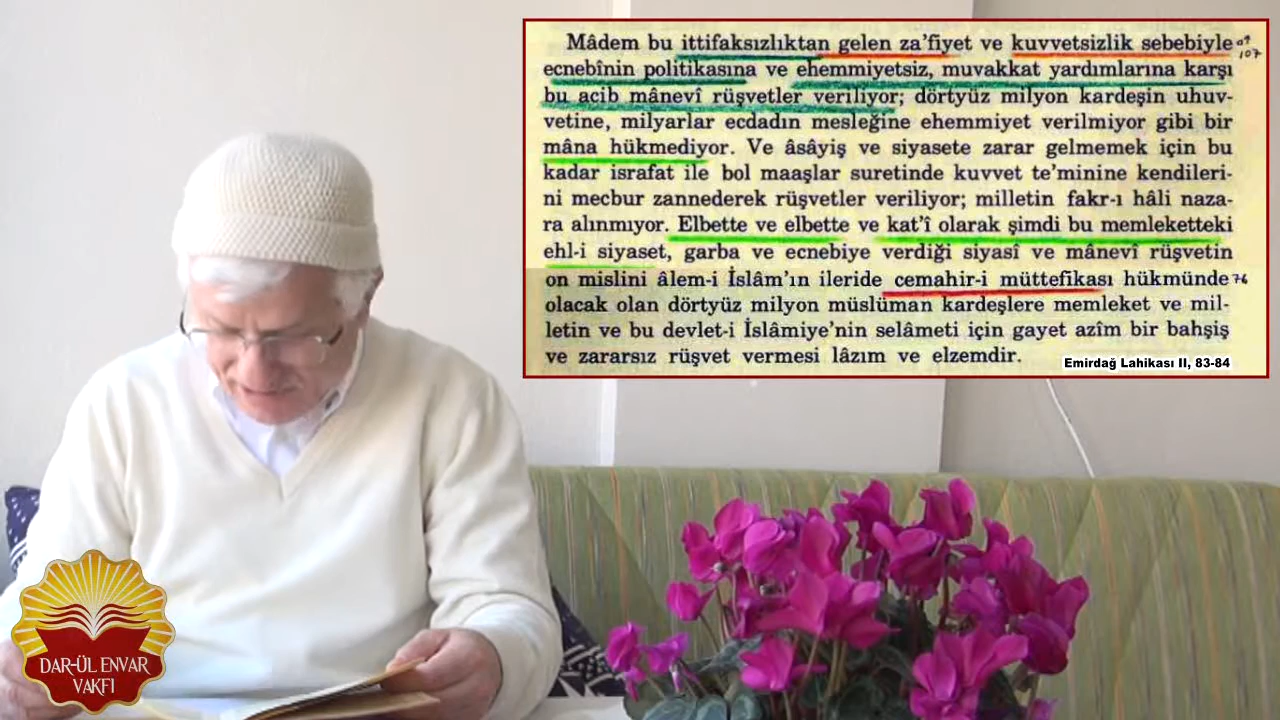 Mâdem bu ittifaksızlıktan gelen za'fiyet ve kuvvetsizlik sebebiyle
ecnebînin politikasına ve ehemmiyetsiz, muvakkat yardımlarına karşı
bu acib mânevî rüşvetler veriliyor; dörtyüz milyon kardeşin uhuv-
vetine, milyarlar ecdadın mesleğine ehemmiyet verilmiyor gibi bir
mâna hükmediyor. Ve âsâyiş ve siyasete zarar gelmemek için bu
kadar israfat ile bol maaşlar suretinde kuvvet te'minine kendileri-
ni mecbur zannederek rüşvetler veriliyor; milletin fakr-ı hâli naza-
ra alınmıyor. Elbette ve elbette ve kat'î olarak şimdi bu memleketteki
ehl-i siyaset, garba ve ecnebiye verdiği siyasî ve mânevî rüşvetin
on mislini âlem-i İslâm'ın ileride cemahir-i müttefikası hükmünde
olacak olan dörtyüz milyon müslüman kardeşlere memleket ve mil-
letin ve bu devlet-i İslâmiye'nin selâmeti için gayet azîm bir bahşiş
ve zararsız rüşvet vermesi lâzım ve elzemdir.
Emirdağ Lahikası II, 83-84
DAR-ÜL ENVAR
VAKFI